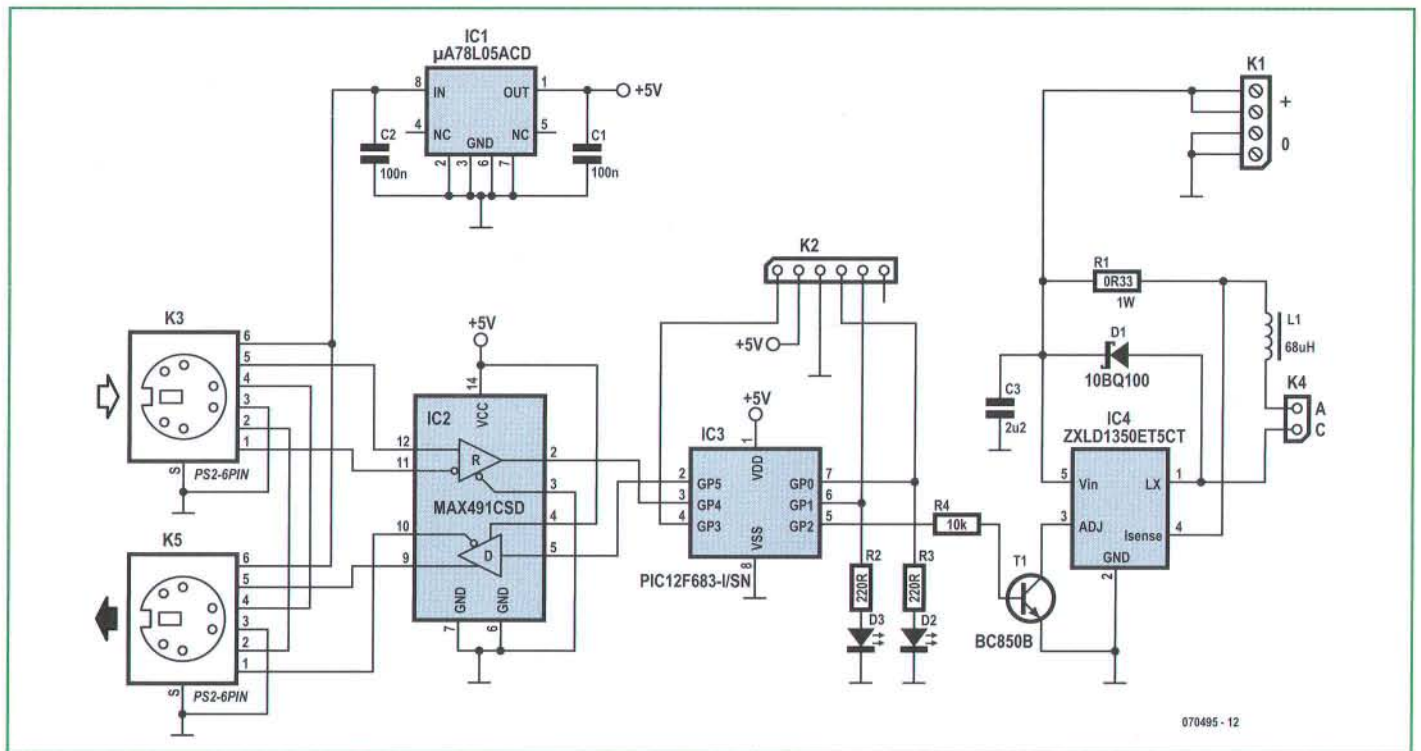 IC1
µA78L05ACD
8
IN
OUT
1
+5V
4
NC
NC
5
GND
2
3
6
7
C2
100n
C1
100n
K1
+
0
K2
+5V
R1
0R33
1W
L1
68uH
D1
10BQ100
K4
A
C
C3
2u2
IC4
ZXLD1350ET5CT
5
Vin
LX
1
3
ADJ
Isense
4
GND
2
K3
6
5
4
3
2
1
S
PS2-6PIN
K5
6
5
4
3
2
1
S
PS2-6PIN
+5V
14
VCC
IC2
12
11
R
2
3
MAX491CSD
4
10
9
D
5
GND
GND
7
6
+5V
IC3
1
VDD
2
GP5
GP0
7
3
GP4
GP1
6
4
GP3
GP2
5
VSS
8
PIC12F683-I/SN
R4
10k
R2
220R
R3
220R
D3
D2
T1
BC850B
070495 - 12